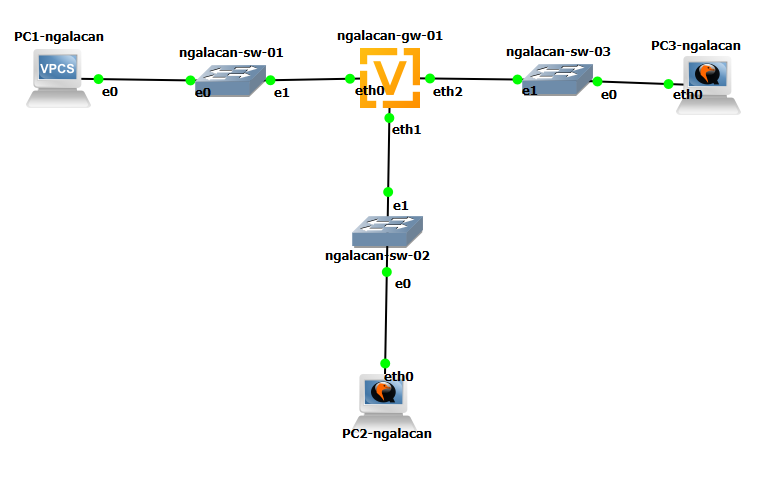 PC1-ngalacan
VPCS
e0
ngalacan-sw-01
e0
e1
ngalacan-gw-01
V
eth0
eth2
eth1
ngalacan-sw-03
e1
e0
PC3-ngalacan
eth0
e1
ngalacan-sw-02
e0
eth0
PC2-ngalacan